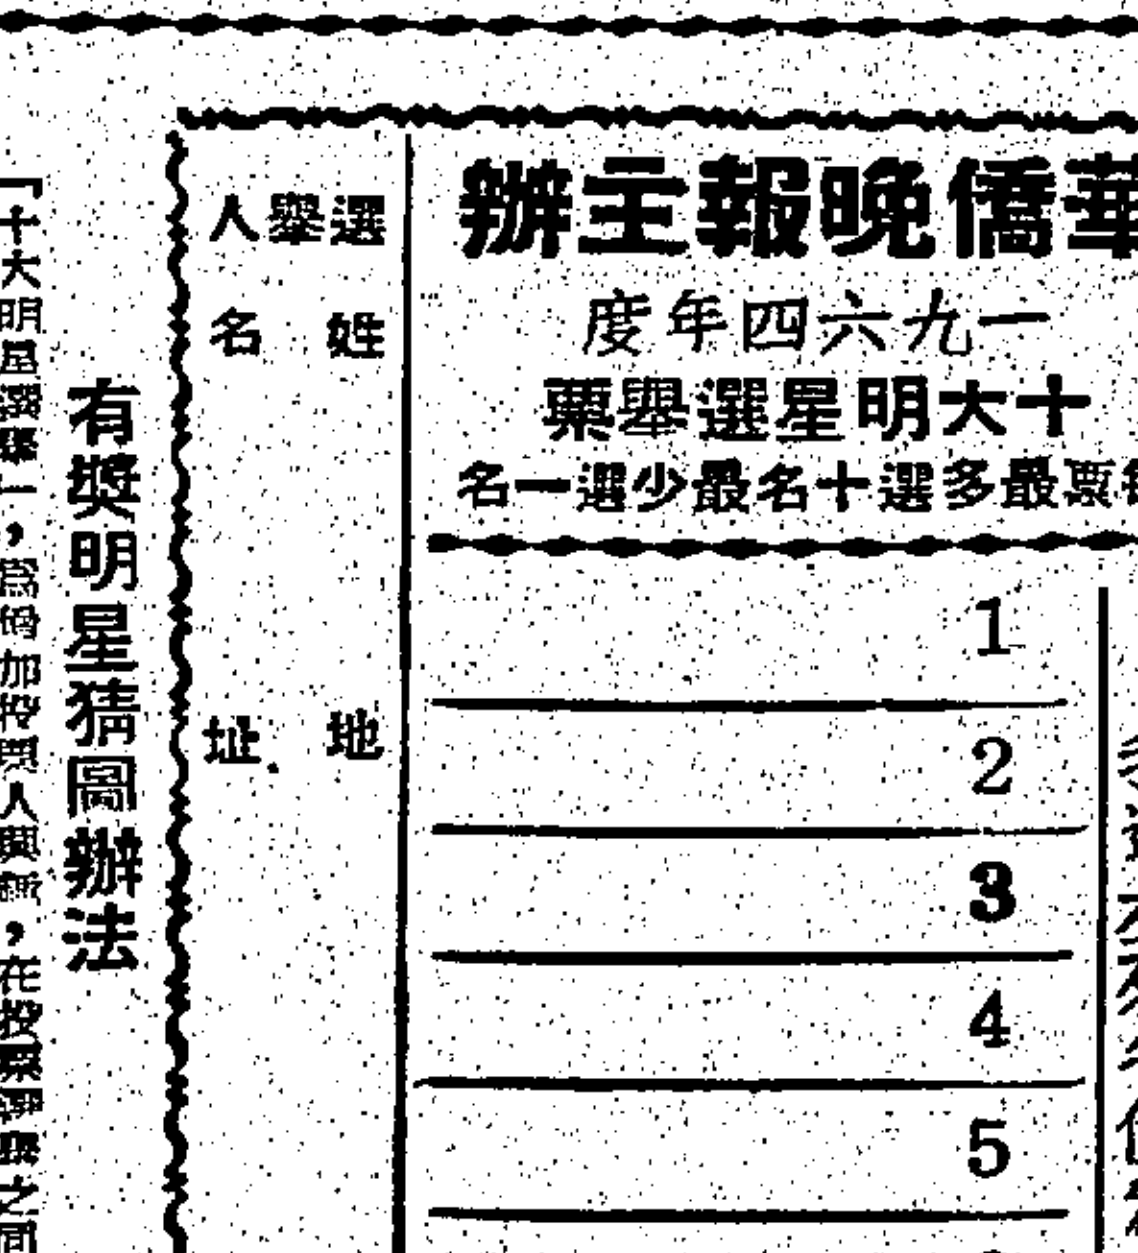 華僑晚報主辦
一九六四年度
十大明星選舉票
票最多選十名最少選一名
1
2
3
4
5
選舉人
姓名
地址
有獎明星猜圖辦法
「十大明星選舉」,為增加投票人興趣,在投票選舉之同